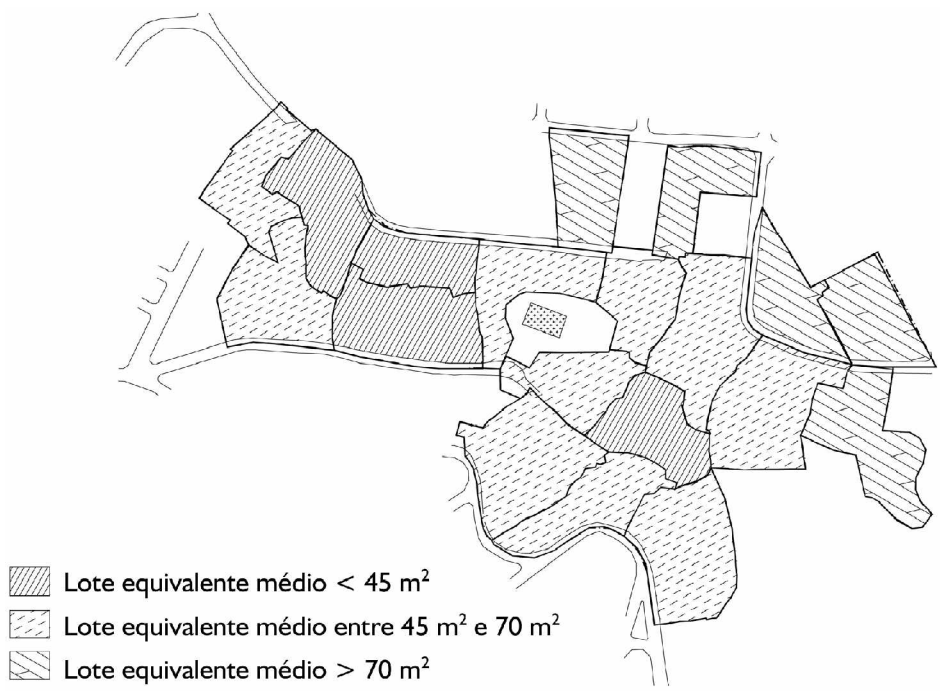 Lote equivalente médio < 45 m²
Lote equivalente médio entre 45 m² e 70 m²
Lote equivalente médio > 70 m²